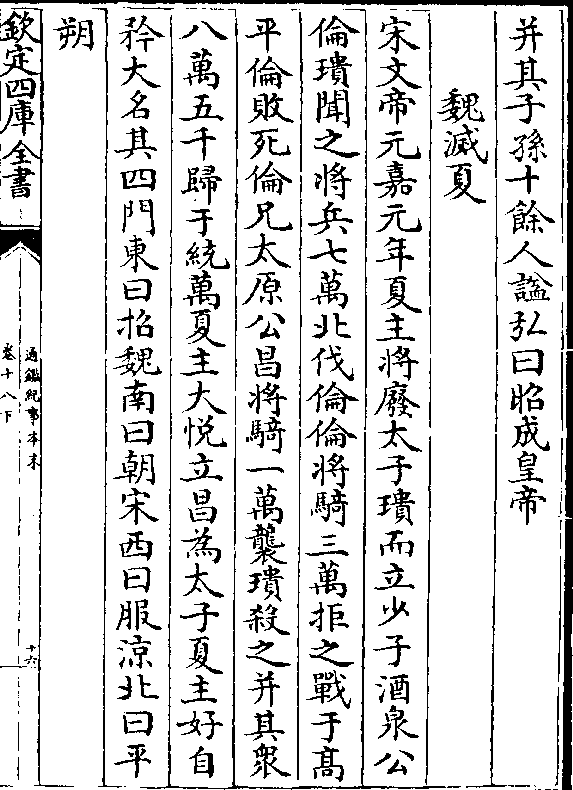 并其子孫十餘人諡弘曰昭成皇帝
魏滅夏
宋文帝元嘉元年夏主將廢太子璝而立少子酒泉公
倫璝聞之將兵七萬北伐倫倫將騎三萬拒之戰于髙
平倫敗死倫兄太原公昌將騎一萬襲璝殺之并其衆
八萬五千歸于統萬夏主大悅立昌為太子夏主好自
矜大名其四門東曰招魏南曰朝宋西曰服涼北曰平
朔
欽定四庫全書
通鑑紀事本末
卷十八下
十六